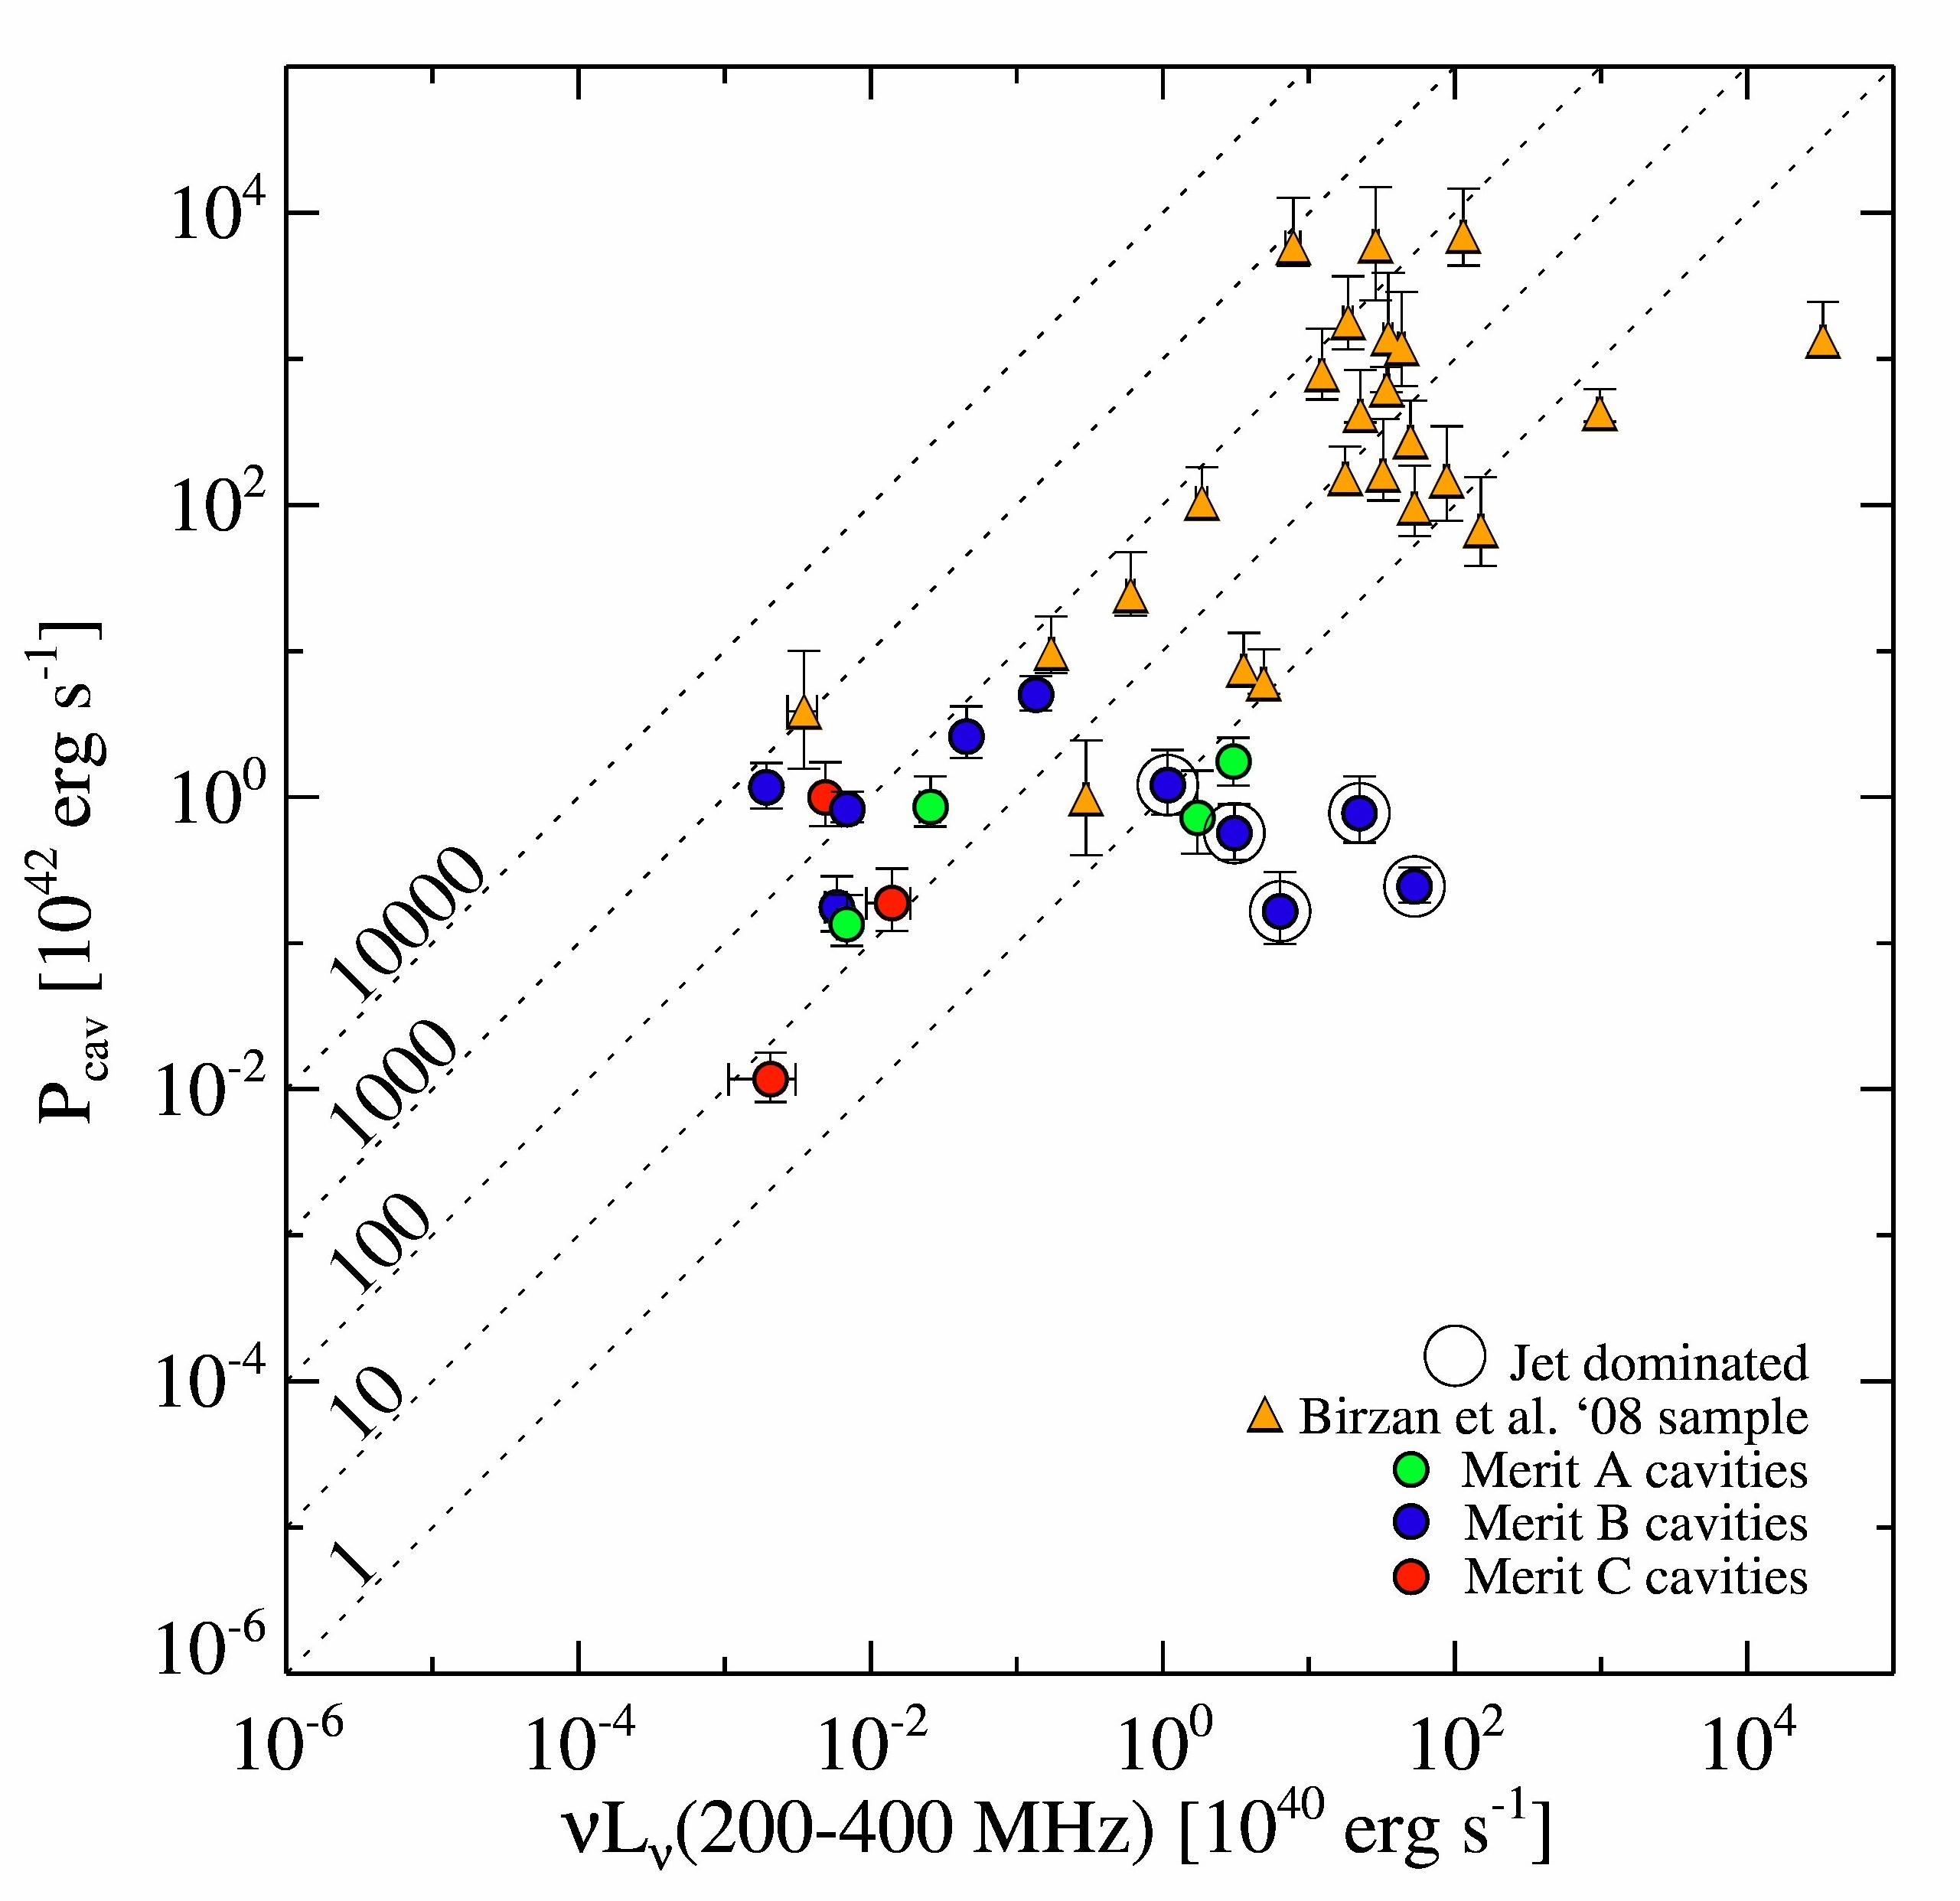 10^4
10^2
10^0
10^-2
10^-4
10^-6
P_cav [10^42 erg s^-1]
10000
1000
100
10
1
Jet dominated
Birzan et al. ‘08 sample
Merit A cavities
Merit B cavities
Merit C cavities
10^-6 10^-4 10^-2 10^0 10^2 10^4
νL_ν(200-400 MHz) [10^40 erg s^-1]